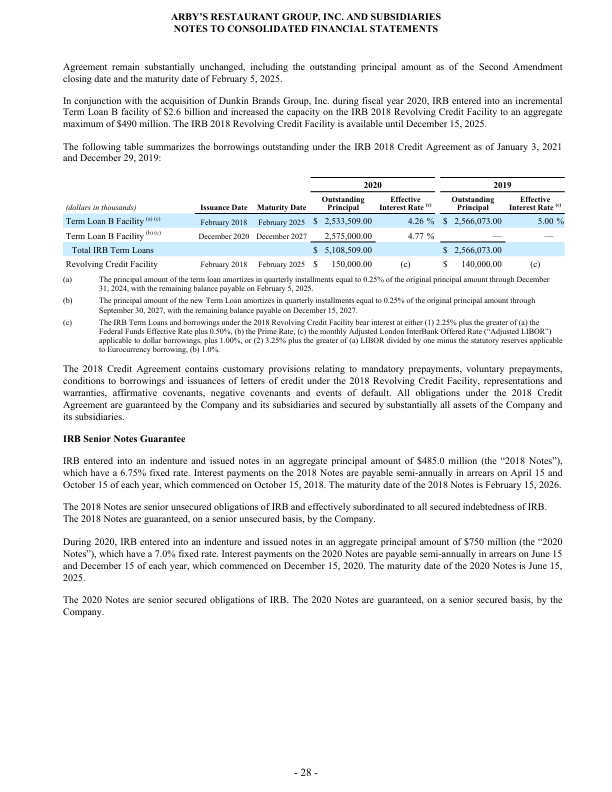 ARBY'S RESTAURANT GROUP, INC. AND SUBSIDIARIES
NOTES TO CONSOLIDATED FINANCIAL STATEMENTS
Agreement remain substantially unchanged, including the outstanding principal amount as of the Second Amendment
closing date and the maturity date of February 5, 2025.
In conjunction with the acquisition of Dunkin Brands Group, Inc. during fiscal year 2020, IRB entered into an incremental
Term Loan B facility of $2.6 billion and increased the capacity on the IRB 2018 Revolving Credit Facility to an aggregate
maximum of $490 million. The IRB 2018 Revolving Credit Facility is available until December 15, 2025.
The following table summarizes the borrowings outstanding under the IRB 2018 Credit Agreement as of January 3, 2021
and December 29, 2019:
2020 2019
(dollars in thousands) Issuance Date Maturity Date Outstanding Principal Effective Interest Rate (c) Outstanding Principal Effective Interest Rate (c)
Term Loan B Facility (a) (c) February 2018 February 2025 $ 2,533,509.00 4.26 % $ 2,566,073.00 5.00 %
Term Loan B Facility (b) (c) December 2020 December 2027 2,575,000.00 4.77 % — —
Total IRB Term Loans $ 5,108,509.00 $ 2,566,073.00
Revolving Credit Facility February 2018 February 2025 $ 150,000.00 (c) $ 140,000.00 (c)
(a) The principal amount of the term loan amortizes in quarterly installments equal to 0.25% of the original principal amount through December
31, 2024, with the remaining balance payable on February 5, 2025.
(b) The principal amount of the new Term Loan amortizes in quarterly installments equal to 0.25% of the original principal amount through
September 30, 2027, with the remaining balance payable on December 15, 2027.
(c) The IRB Term Loans and borrowings under the 2018 Revolving Credit Facility bear interest at either (1) 2.25% plus the greater of (a) the
Federal Funds Effective Rate plus 0.50%, (b) the Prime Rate, (c) the monthly Adjusted London InterBank Offered Rate ("Adjusted LIBOR")
applicable to dollar borrowings, plus 1.00%, or (2) 3.25% plus the greater of (a) LIBOR divided by one minus the statutory reserves applicable
to Eurocurrency borrowing, (b) 1.0%.
The 2018 Credit Agreement contains customary provisions relating to mandatory prepayments, voluntary prepayments,
conditions to borrowings and issuances of letters of credit under the 2018 Revolving Credit Facility, representations and
warranties, affirmative covenants, negative covenants and events of default. All obligations under the 2018 Credit
Agreement are guaranteed by the Company and its subsidiaries and secured by substantially all assets of the Company and
its subsidiaries.
IRB Senior Notes Guarantee
IRB entered into an indenture and issued notes in an aggregate principal amount of $485.0 million (the "2018 Notes"),
which have a 6.75% fixed rate. Interest payments on the 2018 Notes are payable semi-annually in arrears on April 15 and
October 15 of each year, which commenced on October 15, 2018. The maturity date of the 2018 Notes is February 15, 2026.
The 2018 Notes are senior unsecured obligations of IRB and effectively subordinated to all secured indebtedness of IRB.
The 2018 Notes are guaranteed, on a senior unsecured basis, by the Company.
During 2020, IRB entered into an indenture and issued notes in an aggregate principal amount of $750 million (the "2020
Notes"), which have a 7.0% fixed rate. Interest payments on the 2020 Notes are payable semi-annually in arrears on June 15
and December 15 of each year, which commenced on December 15, 2020. The maturity date of the 2020 Notes is June 15,
2025.
The 2020 Notes are senior secured obligations of IRB. The 2020 Notes are guaranteed, on a senior secured basis, by the
Company.
- 28 -